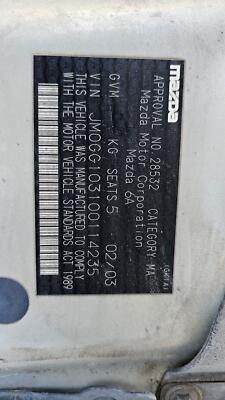 mazda
APPROVAL NO. 28532 CATEGORY MA
Mazda Motor Corporation
Mazda 6A
GVM KG SEATS 5 02/03
VIN JM0GG103100114235
THIS VEHICLE WAS MANUFACTURED TO COMPLY
WITH THE MOTOR VEHICLE STANDARDS ACT 1989